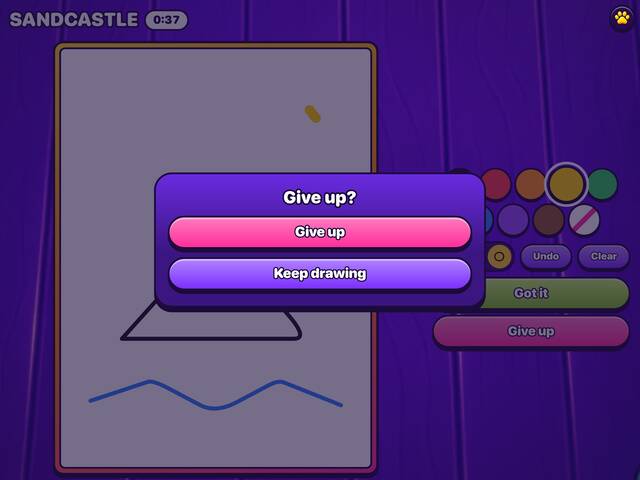 SANDCASTLE 0:37
Give up?
Give up
Keep drawing
Undo Clear
Got it
Give up